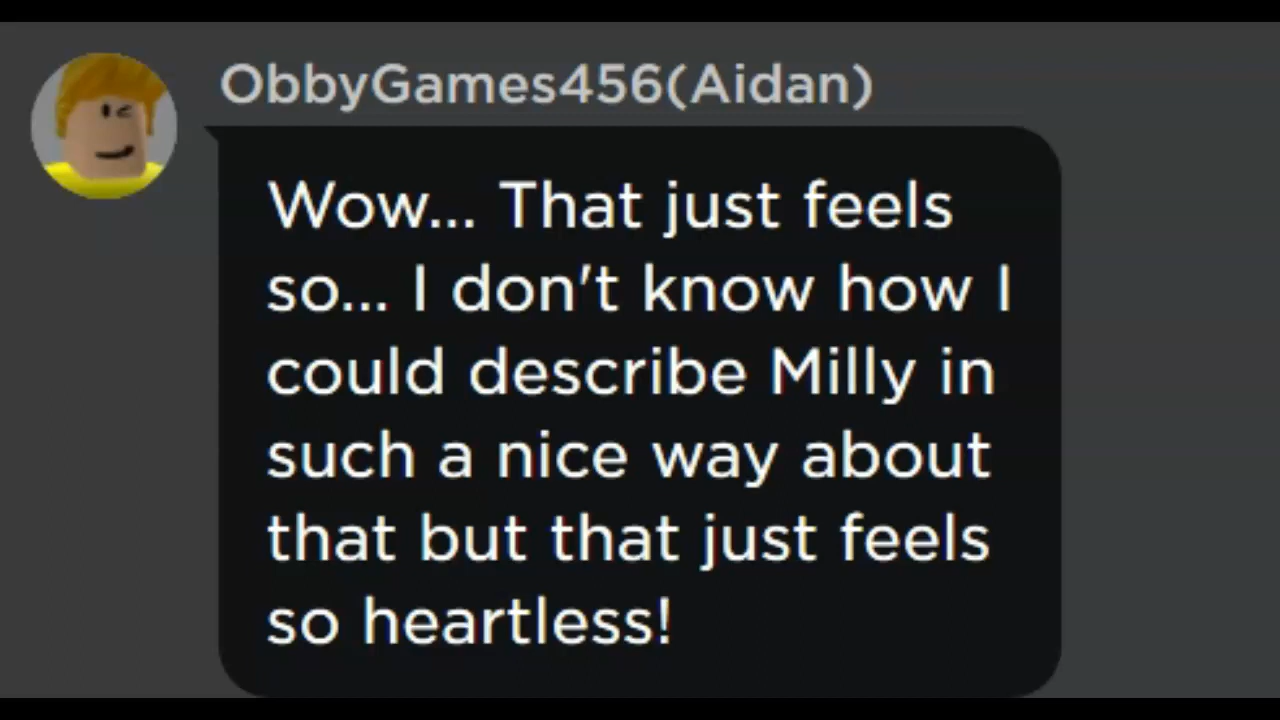 ObbyGames456(Aidan)
Wow... That just feels
so... I don't know how I
could describe Milly in
such a nice way about
that but that just feels
so heartless!